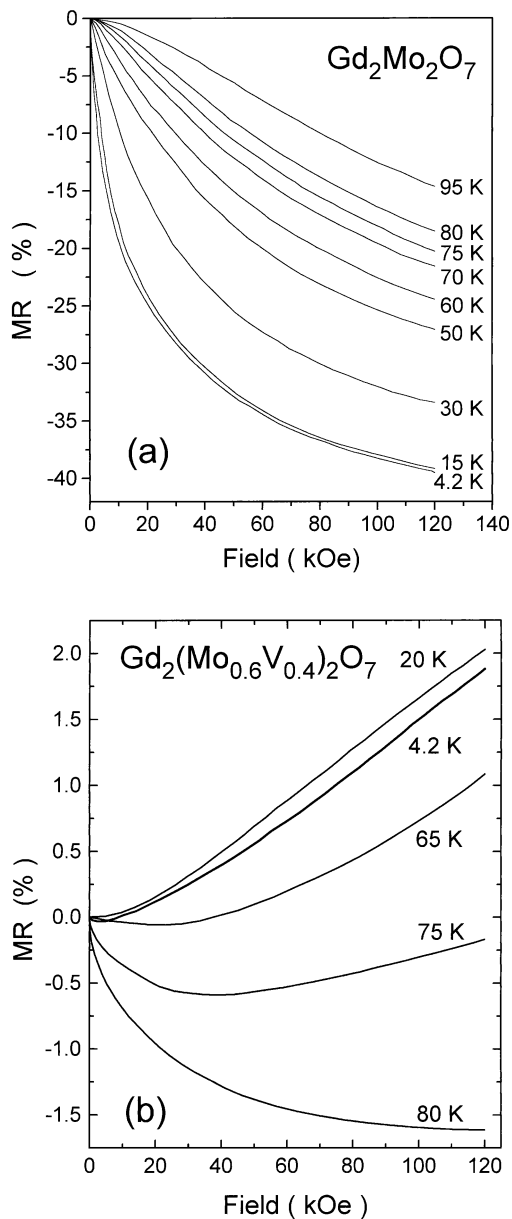 0
-5
-10
-15
-20
-25
-30
-35
-40
MR ( % )
Gd₂Mo₂O₇
95 K
80 K
75 K
70 K
60 K
50 K
30 K
15 K
4.2 K
(a)
0 20 40 60 80 100 120 140
Field ( kOe)
2.0
1.5
1.0
0.5
0.0
-0.5
-1.0
-1.5
MR (%)
Gd₂(Mo₀.₆V₀.₄)₂O₇
20 K
4.2 K
65 K
75 K
80 K
(b)
0 20 40 60 80 100 120
Field ( kOe )